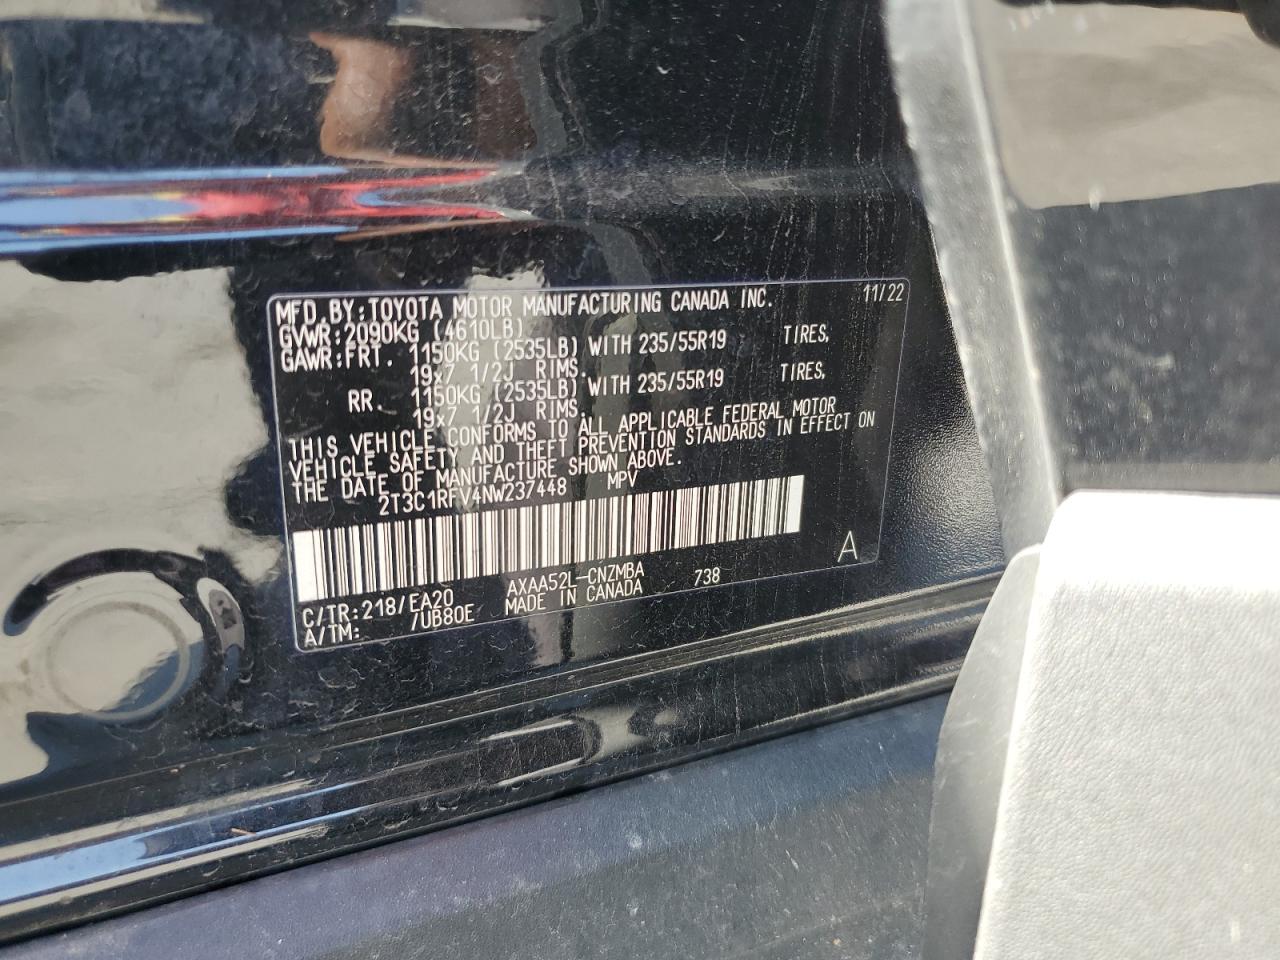 MFD. BY: TOYOTA MOTOR MANUFACTURING CANADA INC. 11/22
GVWR: 2090KG (4610LB)
GAWR: FRT. 1150KG (2535LB) WITH 235/55R19 TIRES,
19x7 1/2J RIMS.
RR. 1150KG (2535LB) WITH 235/55R19 TIRES,
19x7 1/2J RIMS.
THIS VEHICLE CONFORMS TO ALL APPLICABLE FEDERAL MOTOR
VEHICLE SAFETY AND THEFT PREVENTION STANDARDS IN EFFECT ON
THE DATE OF MANUFACTURE SHOWN ABOVE.
2T3C1RFV4NW237448 MPV
A
C/TR: 218/EA20 AXAA52L-CNZMBA 738
A/TM: /UB80E MADE IN CANADA